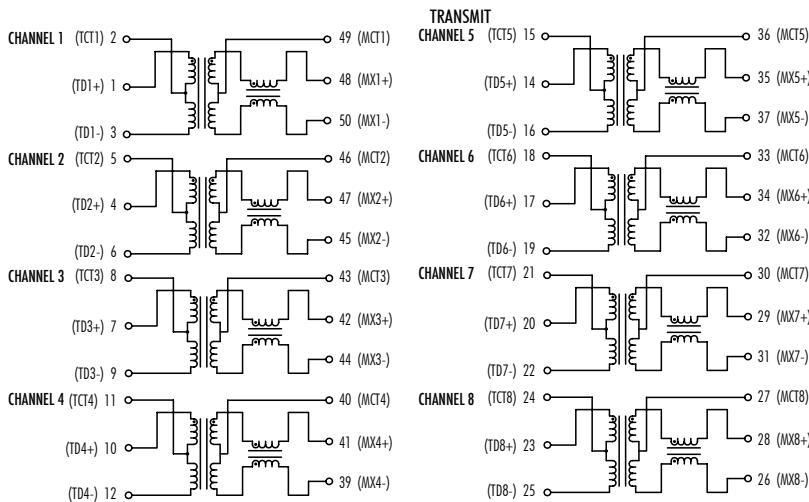 CHANNEL 1 (TCT1) 2
49 (MCT1)
(TD1+) 1
48 (MX1+)
50 (MX1-)
(TD1-) 3
CHANNEL 2 (TCT2) 5
46 (MCT2)
(TD2+) 4
47 (MX2+)
45 (MX2-)
(TD2-) 6
CHANNEL 3 (TCT3) 8
43 (MCT3)
(TD3+) 7
42 (MX3+)
44 (MX3-)
(TD3-) 9
CHANNEL 4 (TCT4) 11
40 (MCT4)
(TD4+) 10
41 (MX4+)
39 (MX4-)
(TD4-) 12
TRANSMIT
CHANNEL 5 (TCT5) 15
36 (MCT5)
(TD5+) 14
35 (MX5+)
37 (MX5-)
(TD5-) 16
CHANNEL 6 (TCT6) 18
33 (MCT6)
(TD6+) 17
34 (MX6+)
32 (MX6-)
(TD6-) 19
CHANNEL 7 (TCT7) 21
30 (MCT7)
(TD7+) 20
29 (MX7+)
31 (MX7-)
(TD7-) 22
CHANNEL 8 (TCT8) 24
27 (MCT8)
(TD8+) 23
28 (MX8+)
26 (MX8-)
(TD8-) 25